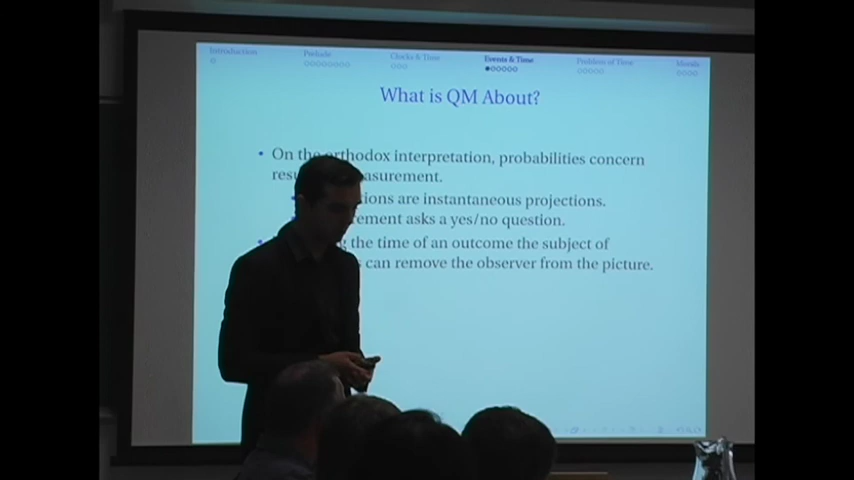 Introduction Prelude Clocks & Time Events & Time Problem of Time Morals
What is QM About?
• On the orthodox interpretation, probabilities concern
asurement.
ions are instantaneous projections.
ement asks a yes/no question.
the time of an outcome the subject of
can remove the observer from the picture.